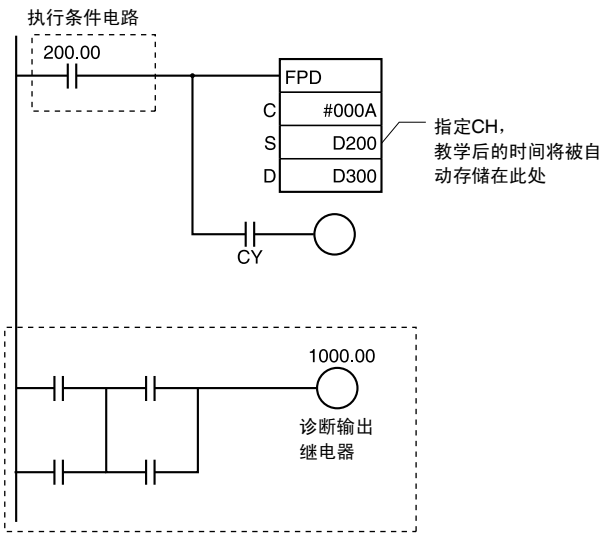 执行条件电路
200.00
FPD
C #000A
S D200
D D300
指定CH，
教学后的时间将被自
动存储在此处
CY
1000.00
诊断输出
继电器